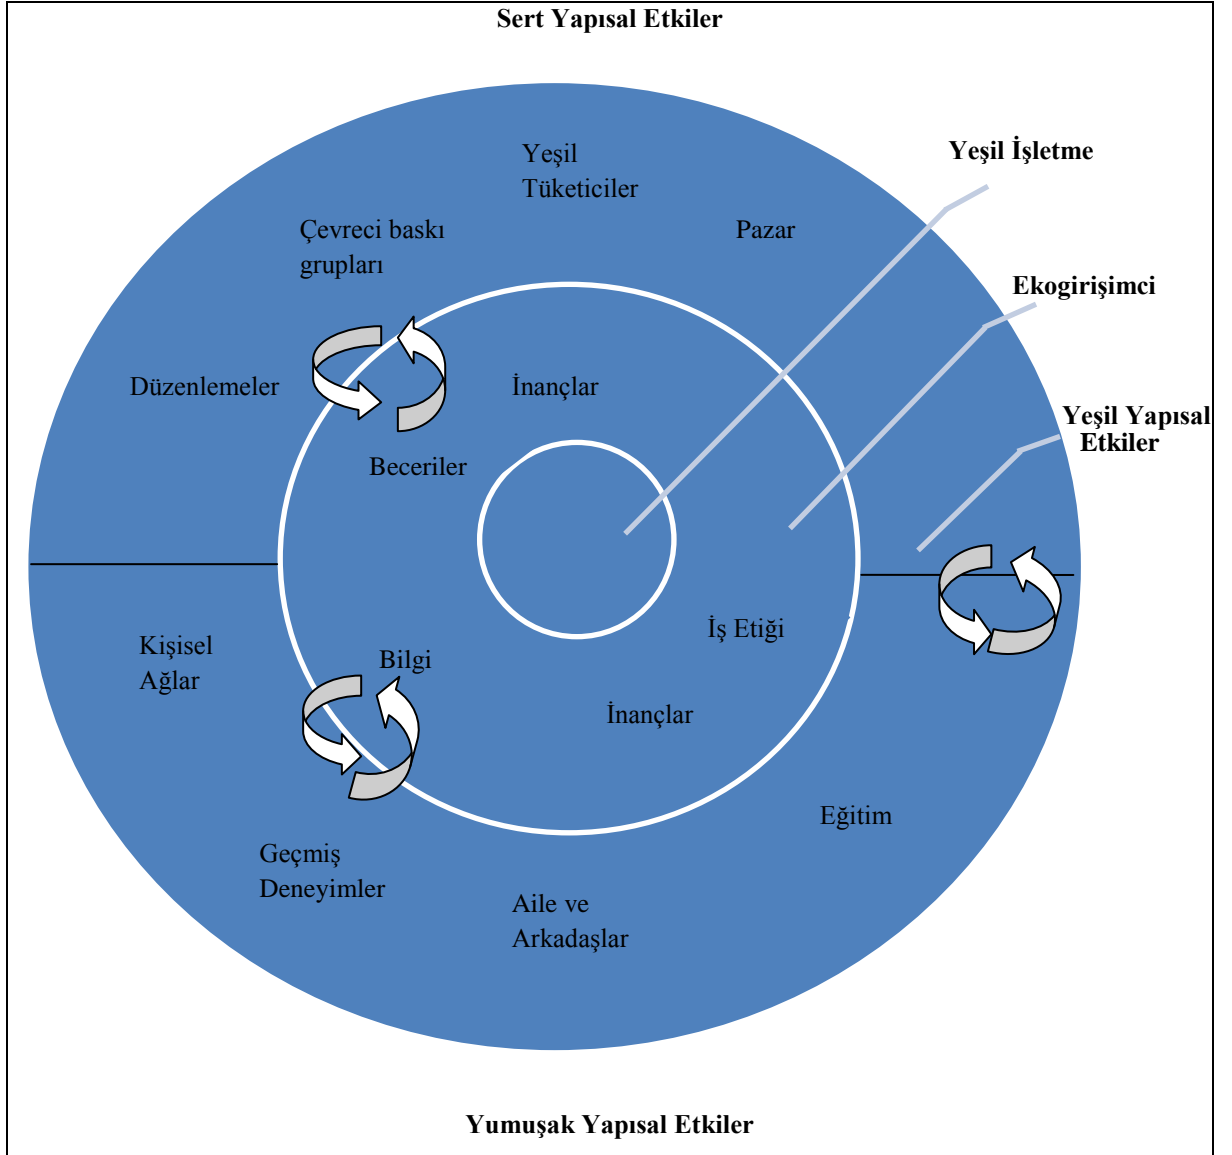 Sert Yapısal Etkiler
Yeşil
Tüketiciler
Yeşil İşletme
Çevreci baskı
grupları
Pazar
Ekogirişimci
Düzenlemeler
İnançlar
Yeşil Yapısal
Etkiler
Beceriler
İş Etiği
Kişisel
Ağlar
Bilgi
İnançlar
Eğitim
Geçmiş
Deneyimler
Aile ve
Arkadaşlar
Yumuşak Yapısal Etkiler